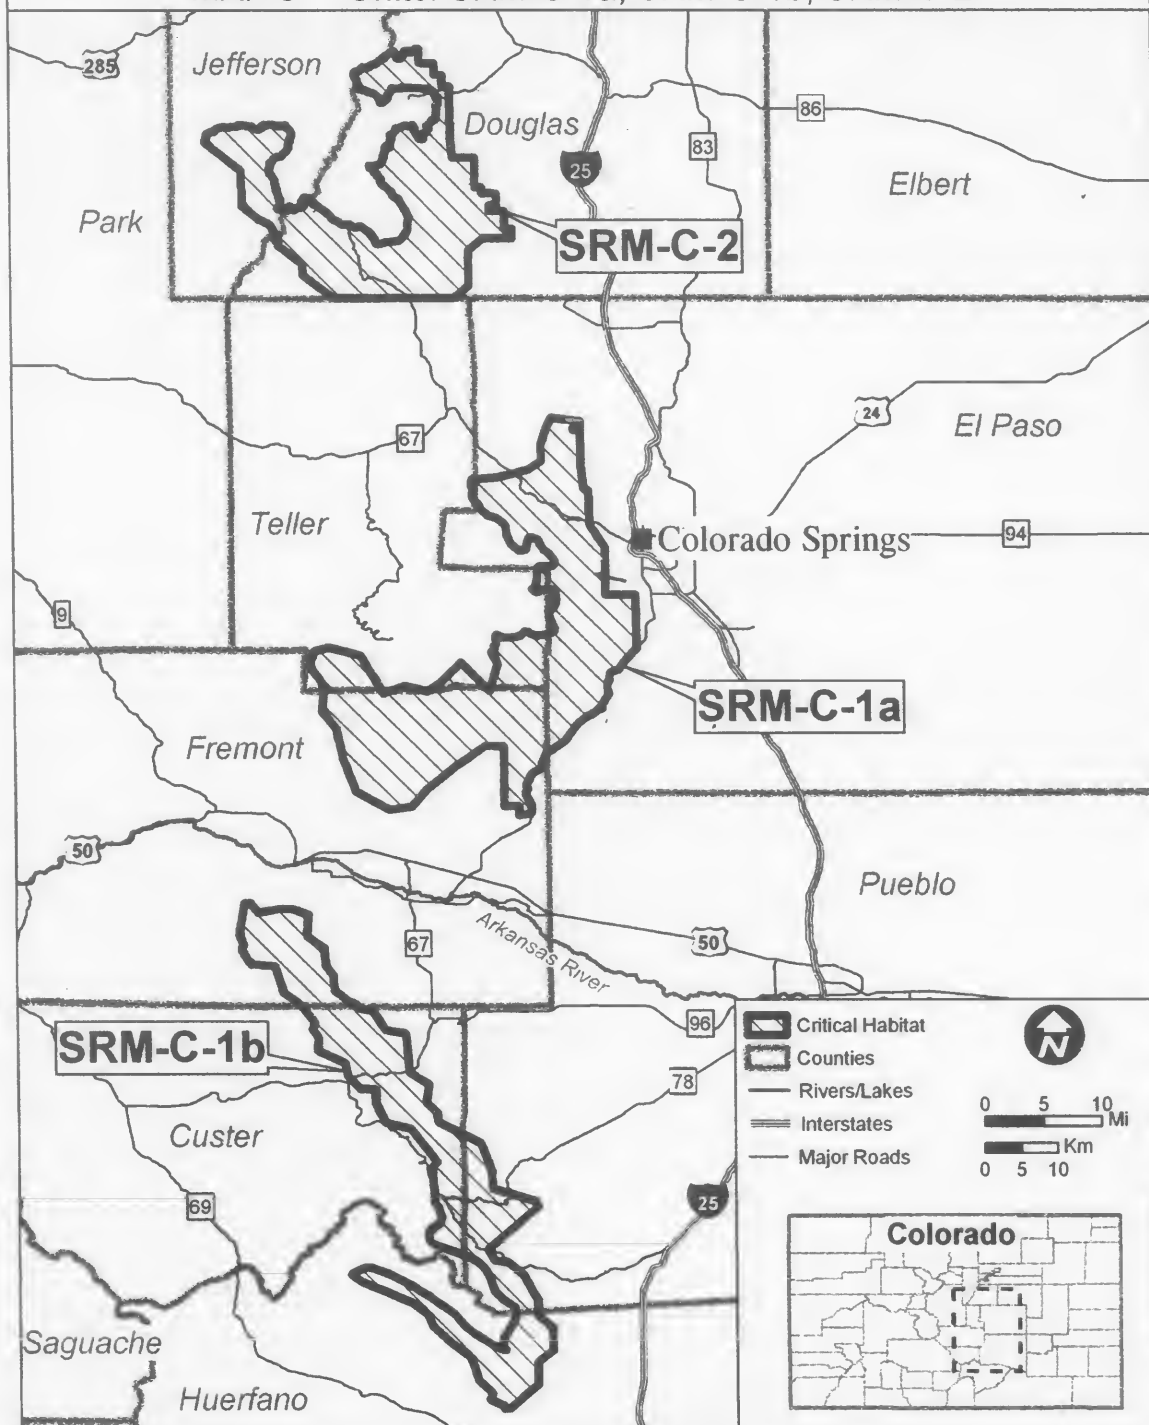 285
Jefferson
Douglas
86
83
25
Elbert
Park
SRM-C-2
24
El Paso
67
Teller
Colorado Springs
94
9
SRM-C-1a
Fremont
50
Pueblo
Arkansas River
67
50
96
SRM-C-1b
78
Custer
69
25
Saguache
Huerfano
Critical Habitat
Counties
Rivers/Lakes
Interstates
Major Roads
N
0 5 10
Mi
Km
0 5 10
Colorado